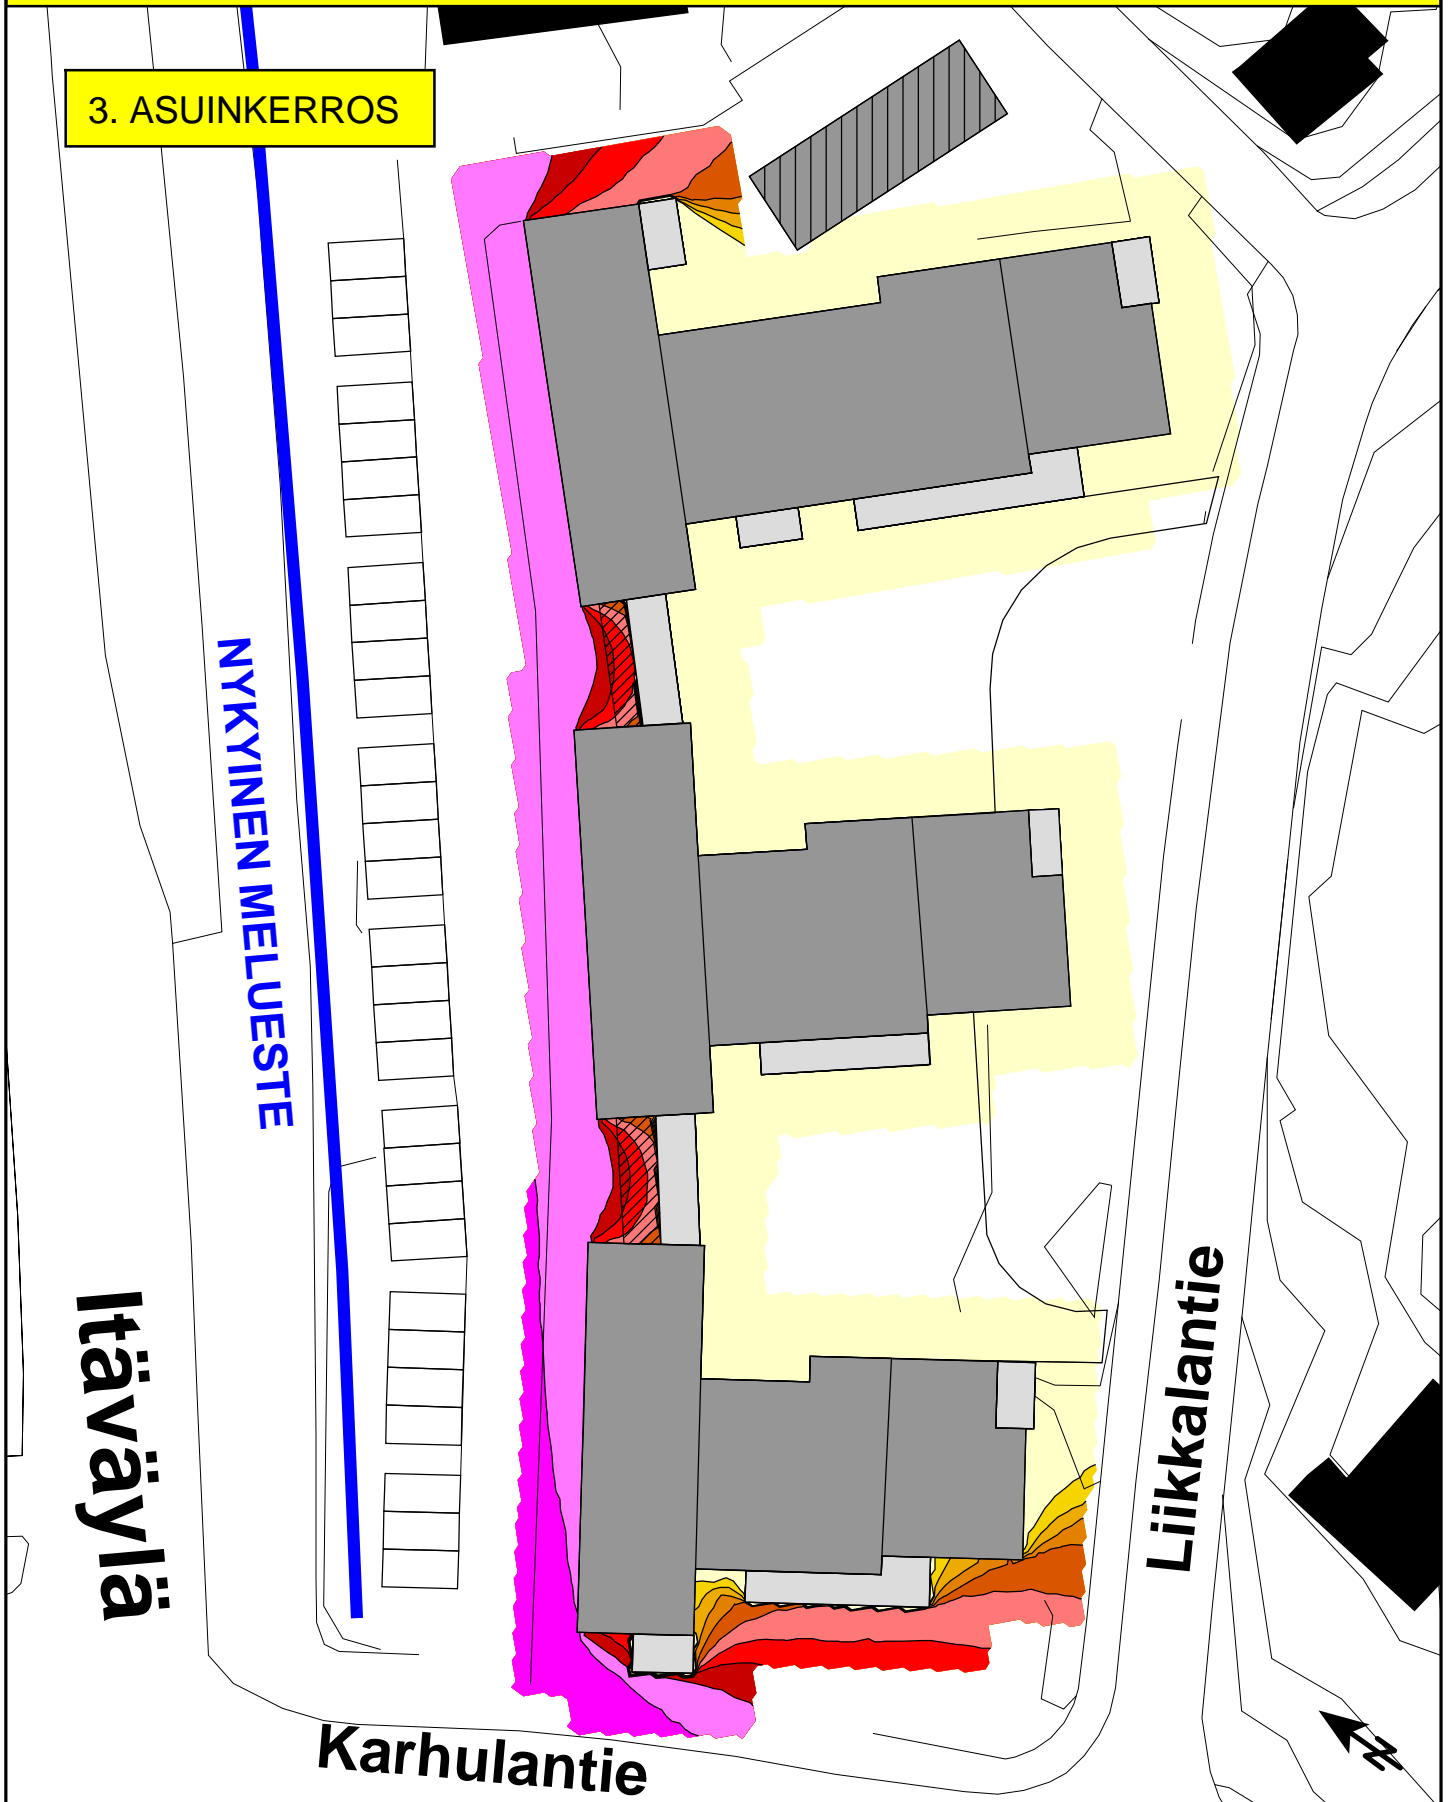 3. ASUINKERROS
NYKYINEN MELUESTE
Itäväylä
Liikkalantie
Karhulantie
N